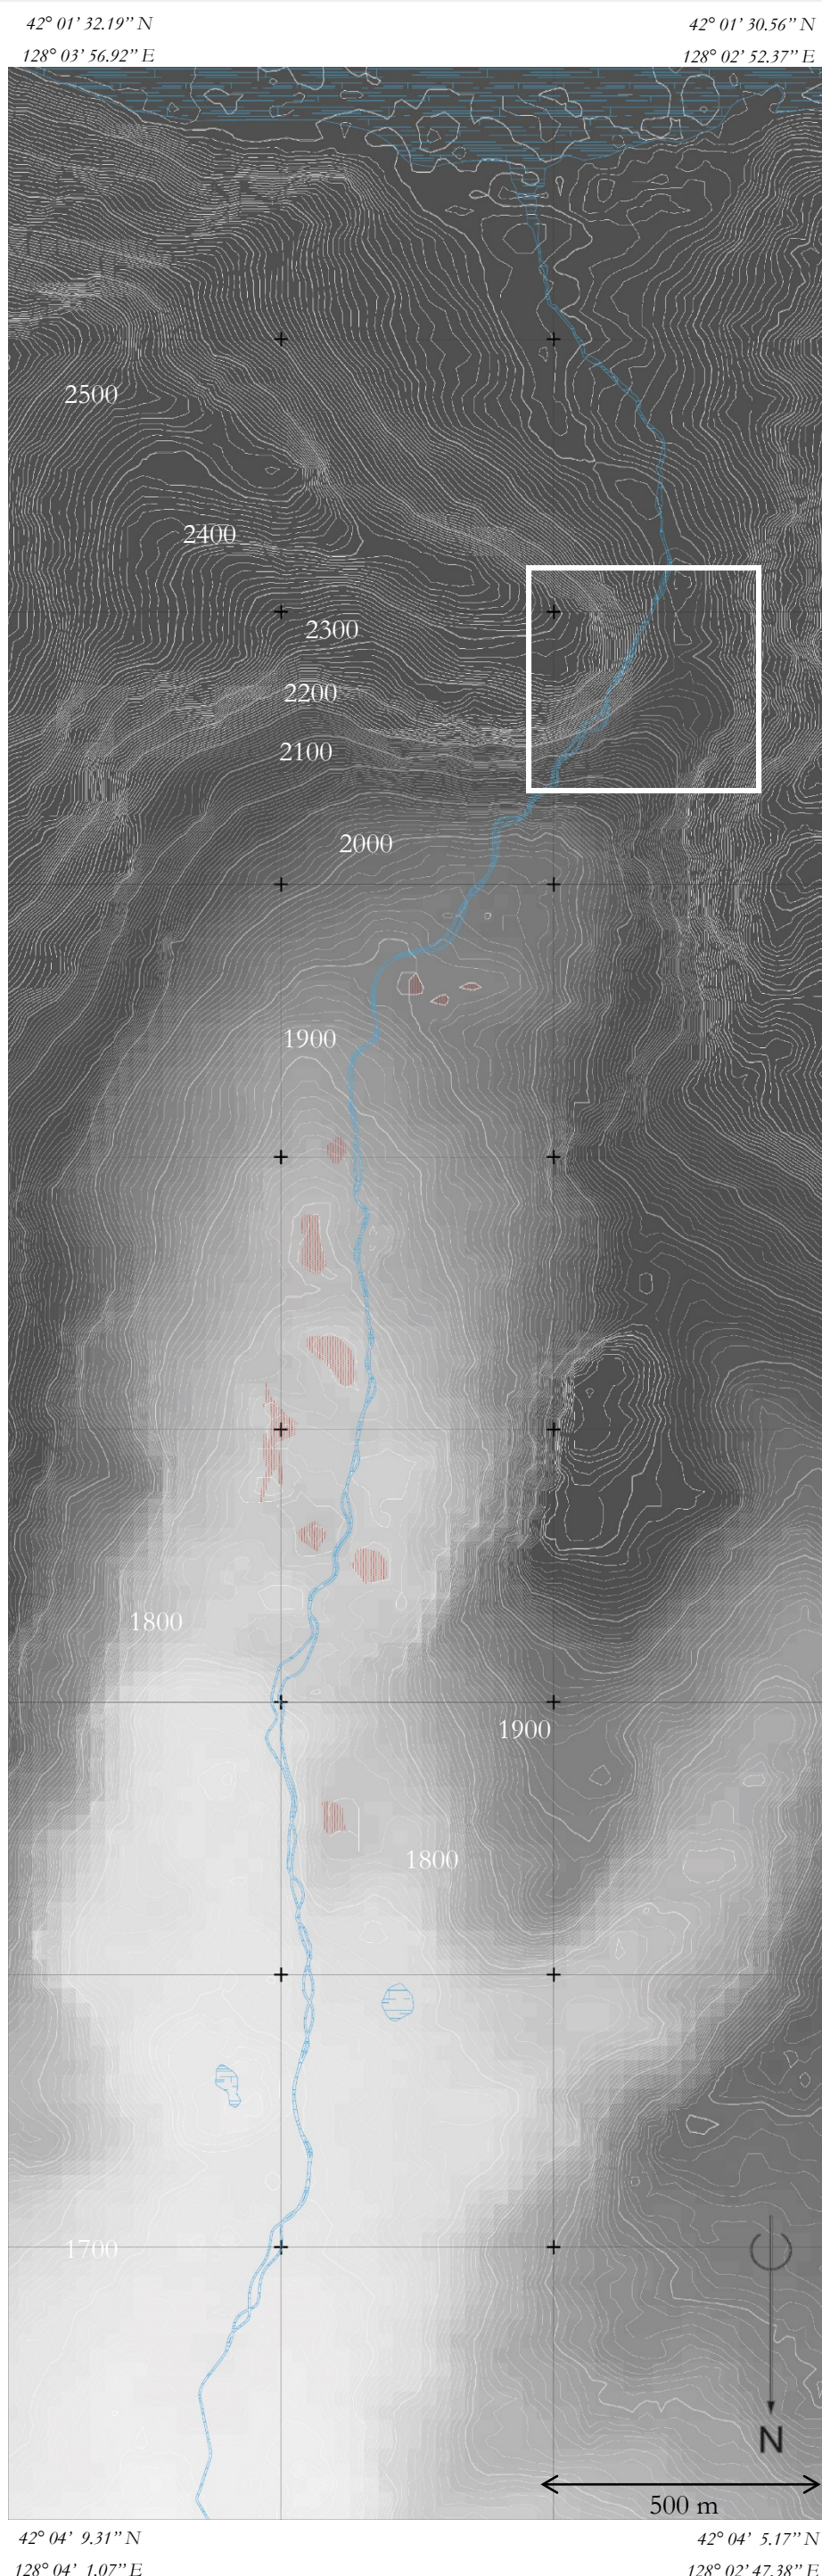 42° 01' 32.19” N
42° 01' 30.56” N
128° 03' 56.92” E
128° 02' 52.37” E
2500
2400
2300
2200
2100
2000
1900
1800
1900
1800
1700
N
500 m
42° 04' 9.31” N
42° 04' 5.17” N
128° 04' 1.07” E
128° 02' 47.38” E